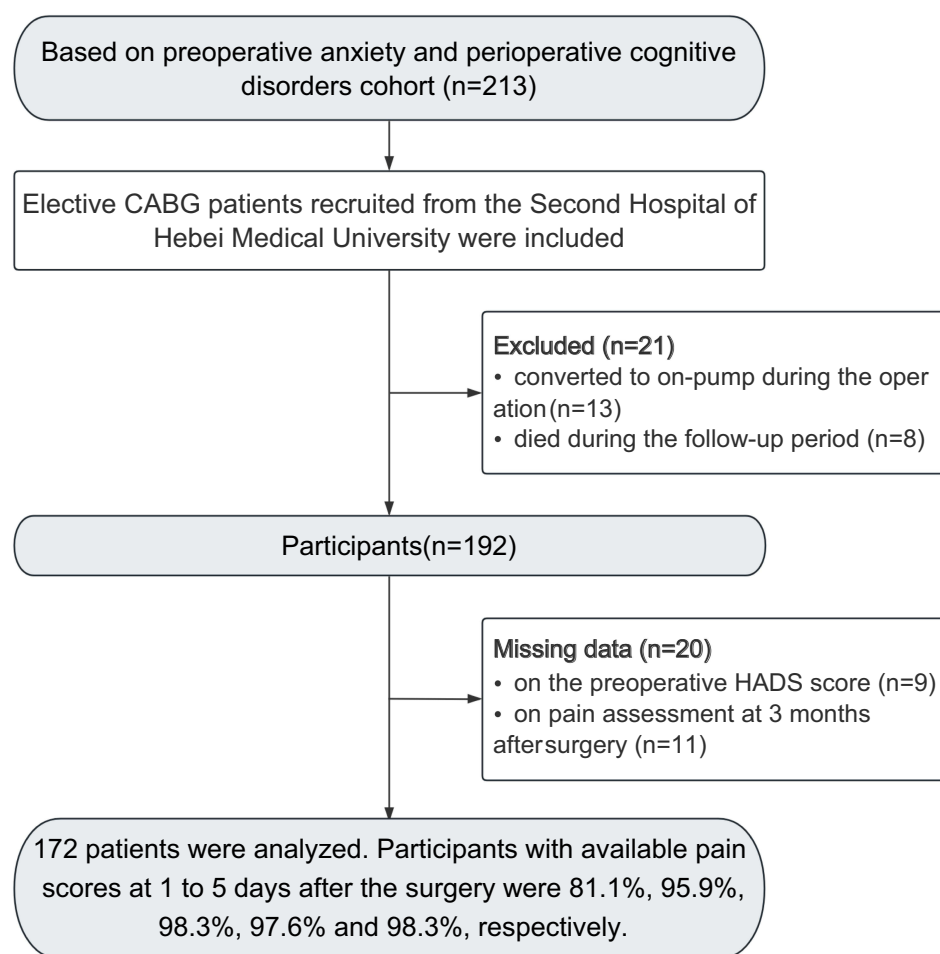 Based on preoperative anxiety and perioperative cognitive
disorders cohort (n=213)
Elective CABG patients recruited from the Second Hospital of
Hebei Medical University were included
Excluded (n=21)
• converted to on-pump during the oper
ation(n=13)
• died during the follow-up period (n=8)
Participants(n=192)
Missing data (n=20)
• on the preoperative HADS score (n=9)
• on pain assessment at 3 months
aftersurgery (n=11)
172 patients were analyzed. Participants with available pain
scores at 1 to 5 days after the surgery were 81.1%, 95.9%,
98.3%, 97.6% and 98.3%, respectively.